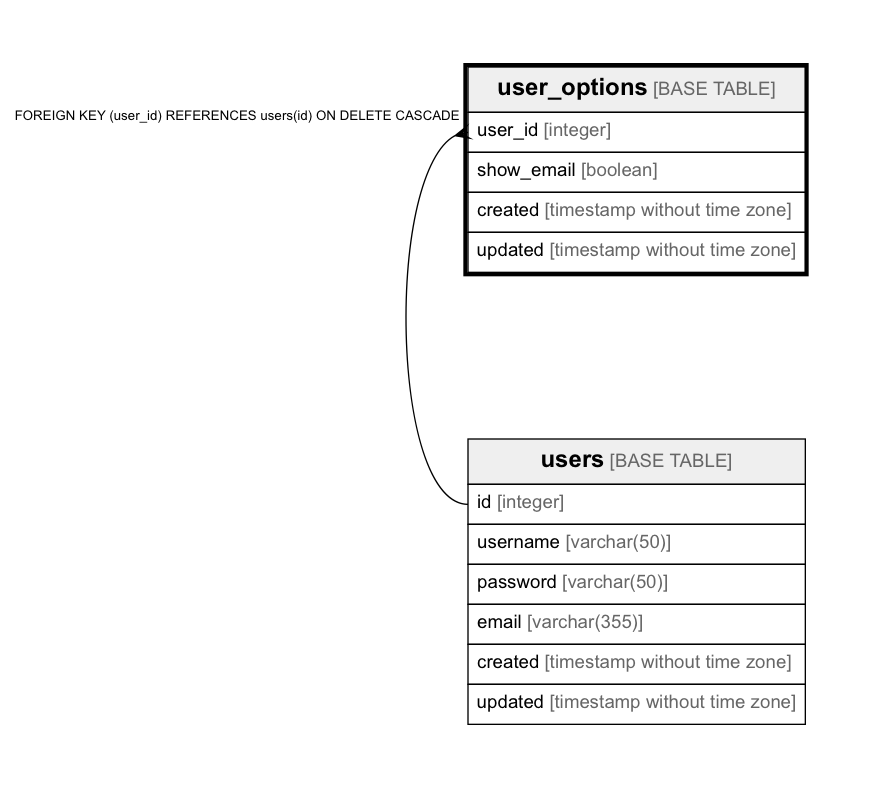 user_options [BASE TABLE]
FOREIGN KEY (user_id) REFERENCES users(id) ON DELETE CASCADE
user_id [integer]
show_email [boolean]
created [timestamp without time zone]
updated [timestamp without time zone]
users [BASE TABLE]
id [integer]
username [varchar(50)]
password [varchar(50)]
email [varchar(355)]
created [timestamp without time zone]
updated [timestamp without time zone]